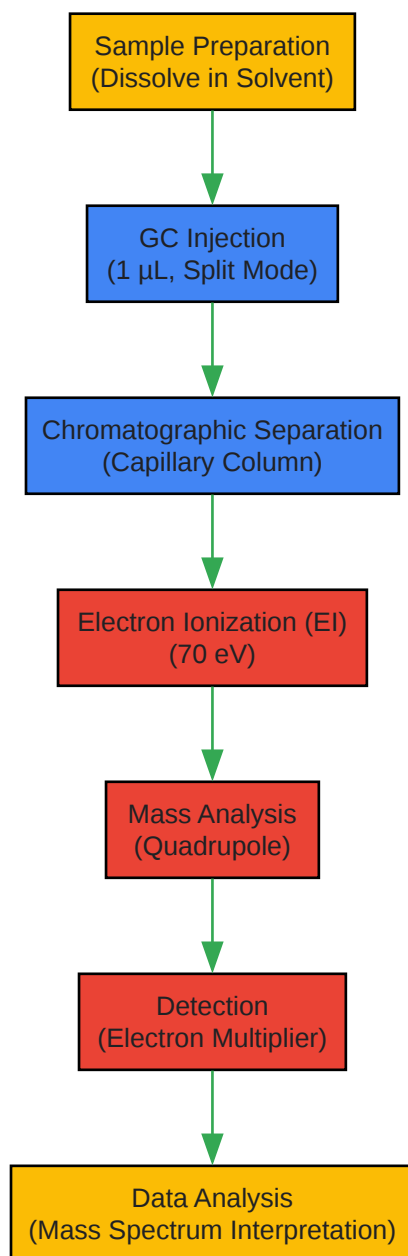 Sample Preparation
(Dissolve in Solvent)
GC Injection
(1 µL, Split Mode)
Chromatographic Separation
(Capillary Column)
Electron Ionization (EI)
(70 eV)
Mass Analysis
(Quadrupole)
Detection
(Electron Multiplier)
Data Analysis
(Mass Spectrum Interpretation)